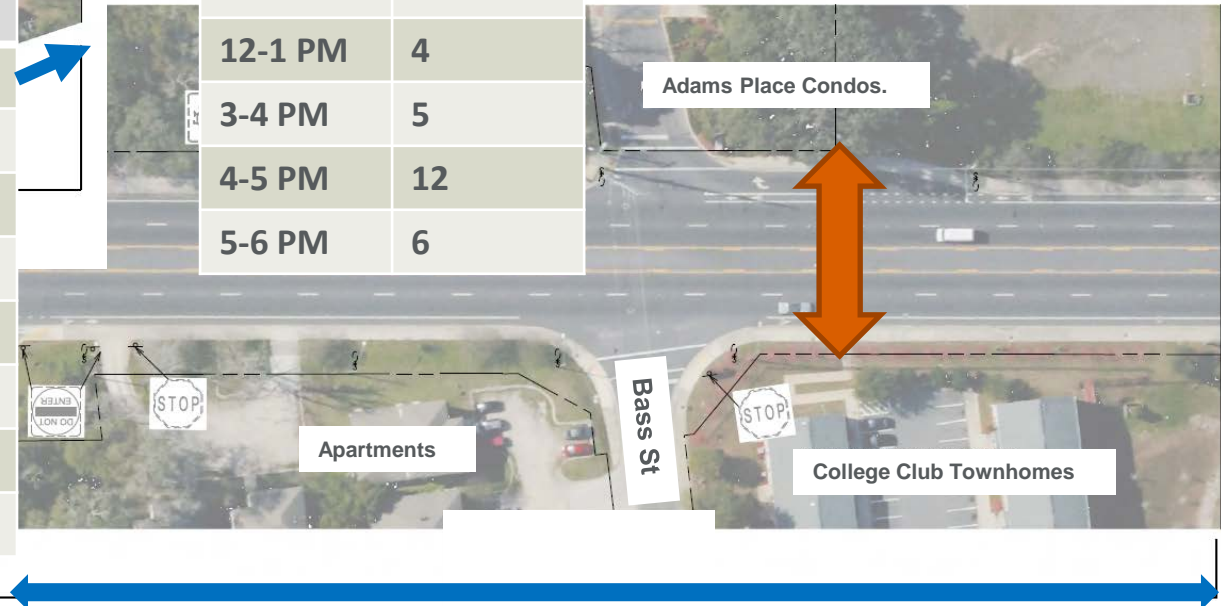 12-1 PM 4
3-4 PM 5
4-5 PM 12
5-6 PM 6
Adams Place Condos.
Bass St
STOP
STOP
DO NOT
ENTER
Apartments
College Club Townhomes